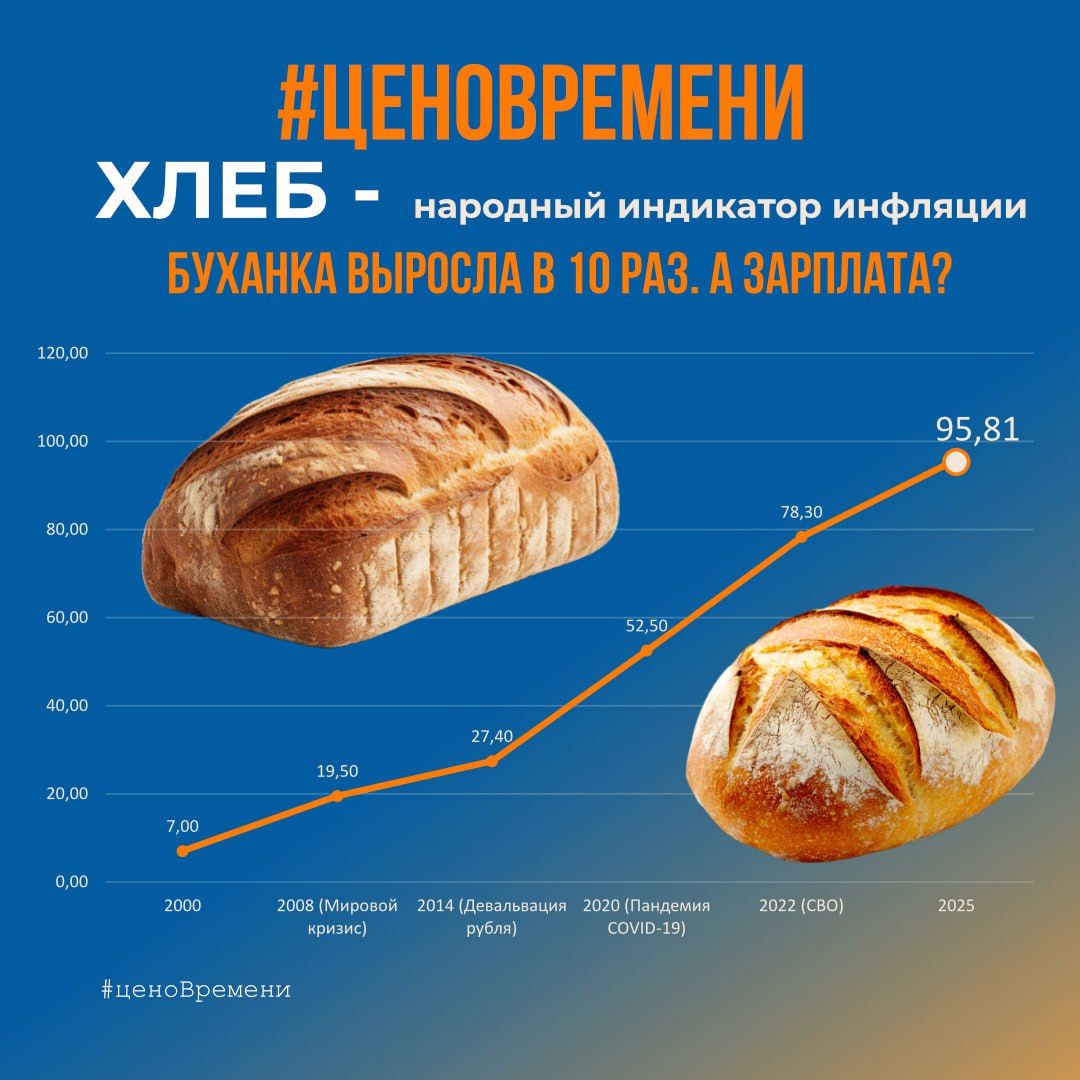 #ЦЕНОВРЕМЕНИ
ХЛЕБ - народный индикатор инфляции
БУХАНКА ВЫРОСЛА В 10 РАЗ. А ЗАРПЛАТА?
120,00
100,00
80,00
60,00
40,00
20,00
0,00
7,00
19,50
27,40
52,50
78,30
95,81
2000
2008 (Мировой
кризис)
2014 (Девальвация
рубля)
2020 (Пандемия
COVID-19)
2022 (СВО)
2025
#ценоВремени